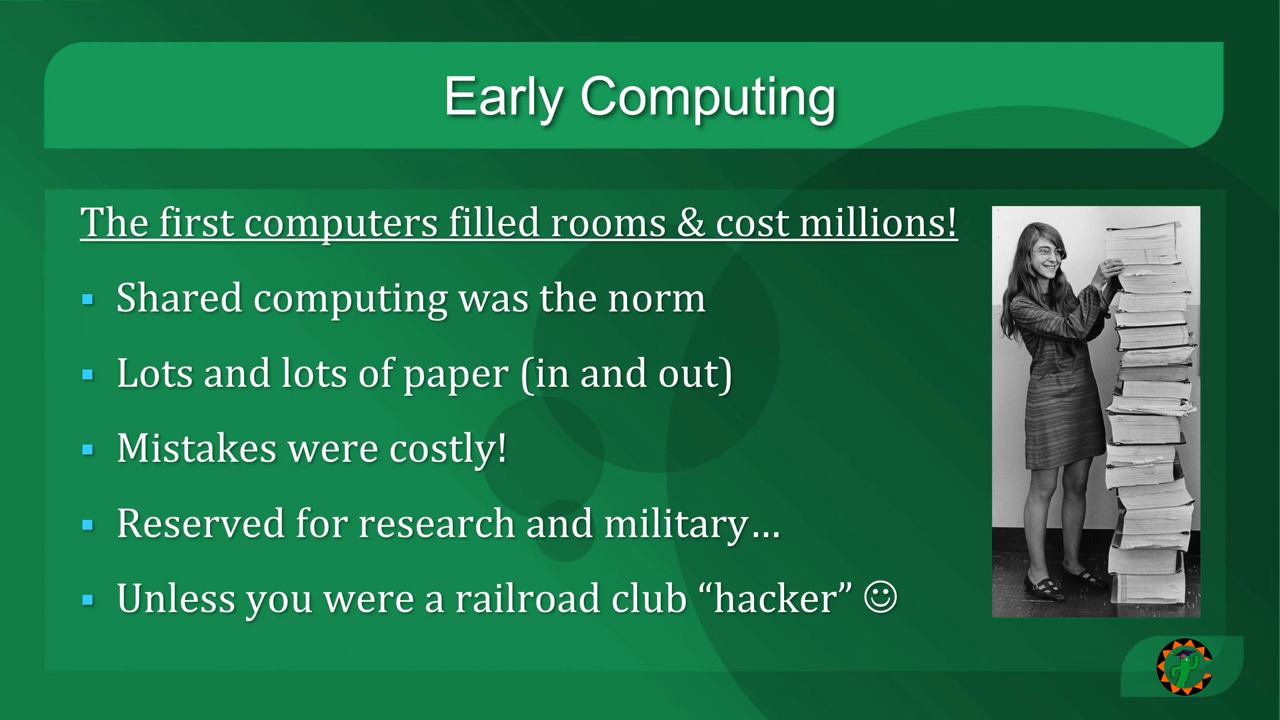 Early Computing
The first computers filled rooms & cost millions!
▪ Shared computing was the norm
▪ Lots and lots of paper (in and out)
▪ Mistakes were costly!
▪ Reserved for research and military…
▪ Unless you were a railroad club “hacker” ☺